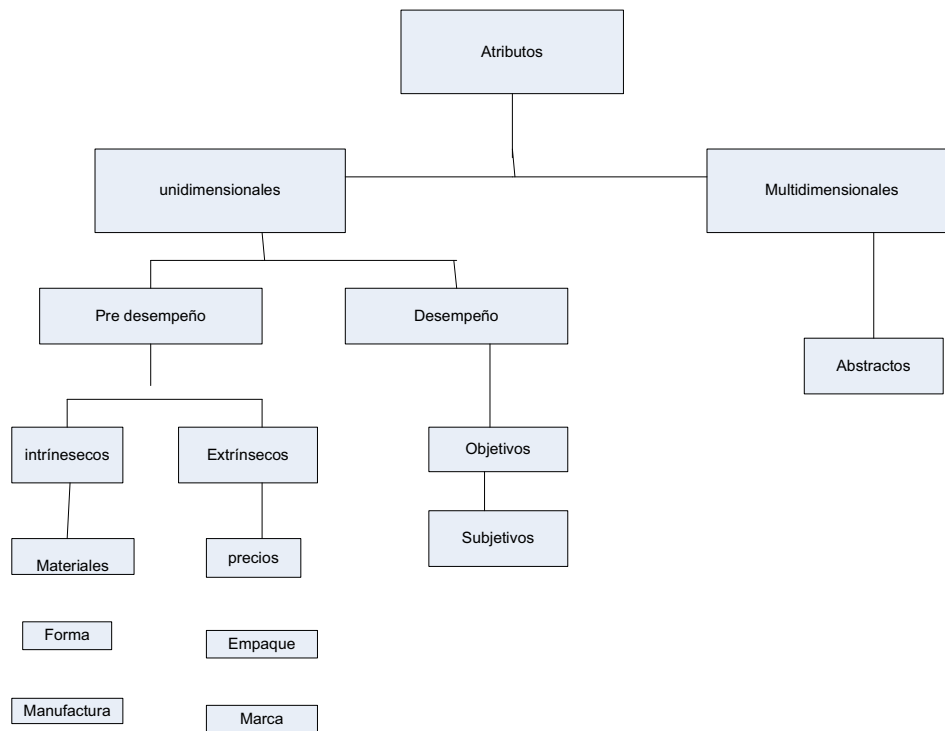 Atributos
unidimensionales
Multidimensionales
Pre desempeño
Desempeño
Abstractos
intrínesecos
Extrínsecos
Objetivos
Subjetivos
Materiales
precios
Forma
Empaque
Manufactura
Marca